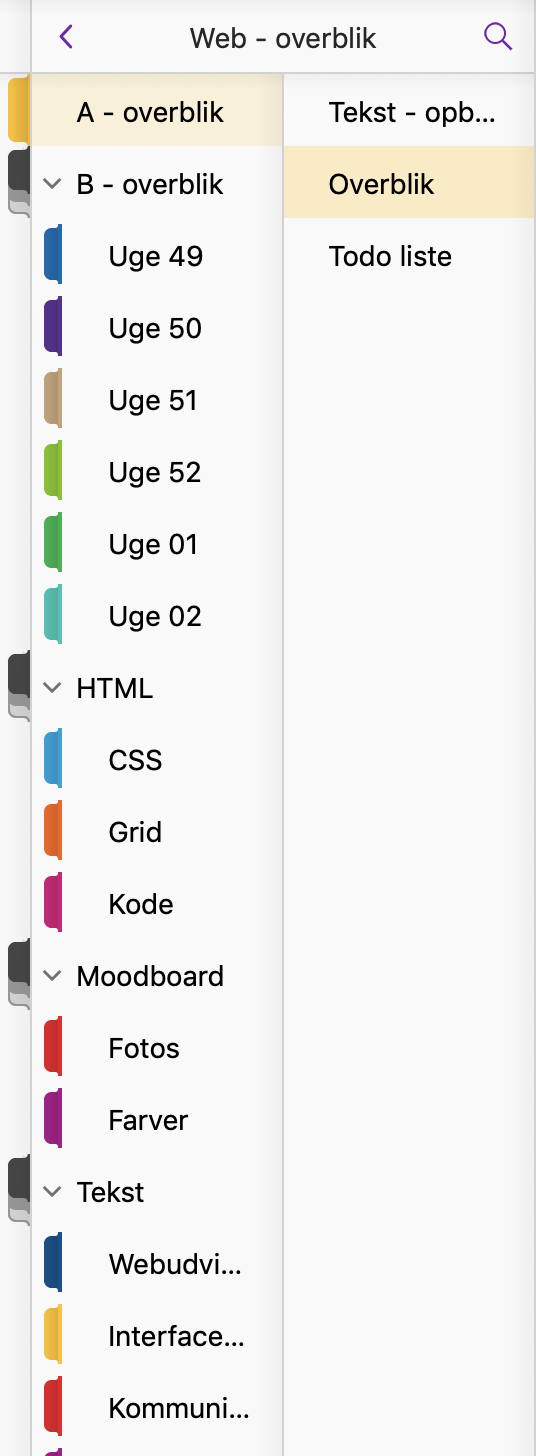 Web - overblik
A - overblik
B - overblik
Uge 49
Uge 50
Uge 51
Uge 52
Uge 01
Uge 02
HTML
CSS
Grid
Kode
Moodboard
Fotos
Farver
Tekst
Webudvi...
Interface...
Kommuni...
Tekst - opb...
Overblik
Todo liste